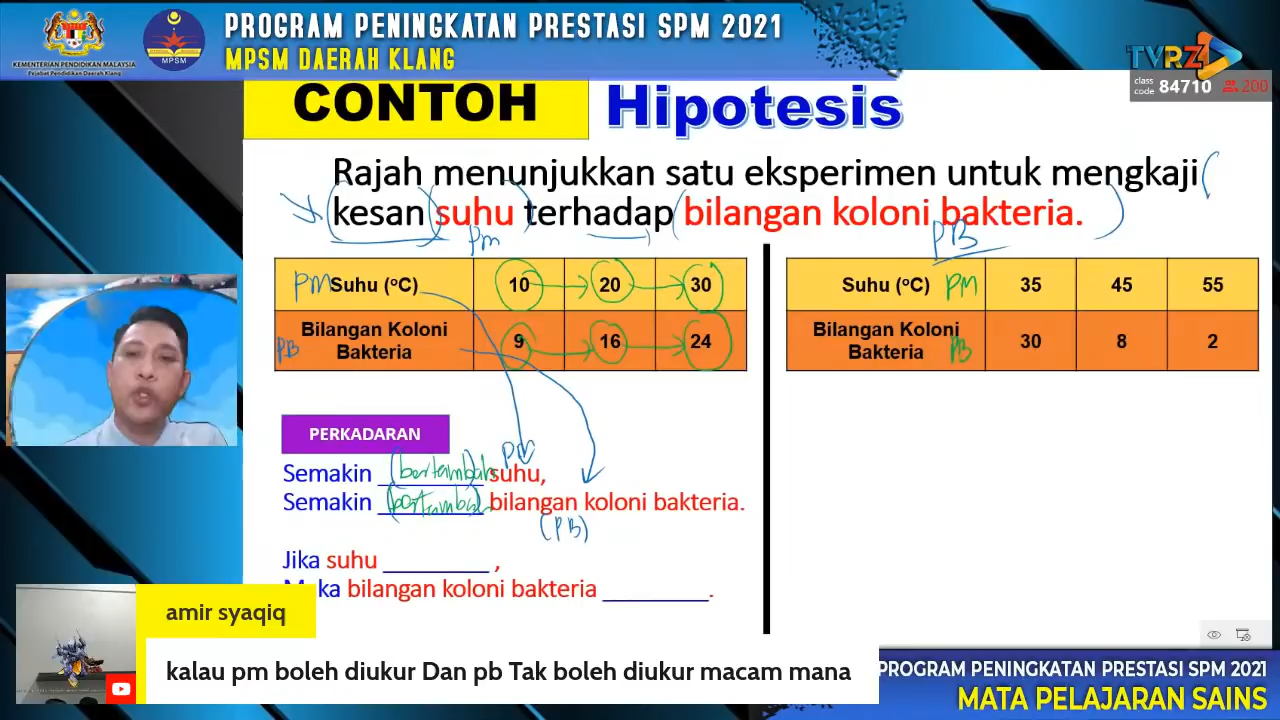 KEMENTERIAN PENDIDIKAN MALAYSIA
Pejabat Pendidikan Daerah Klang
MPSM
PROGRAM PENINGKATAN PRESTASI SPM 2021
MPSM DAERAH KLANG
TVRZ
class code 84710 200
CONTOH
Hipotesis
Rajah menunjukkan satu eksperimen untuk mengkaji
kesan suhu terhadap bilangan koloni bakteria.
Pm
PB
PM Suhu (°C) 10 20 30
PB Bilangan Koloni Bakteria 9 16 24
Suhu (°C) PM 35 45 55
Bilangan Koloni Bakteria PB 30 8 2
PERKADARAN
Pm
Semakin (bertambah) suhu,
Semakin (bertambah) bilangan koloni bakteria.
(PB)
Jika suhu _________ ,
Maka bilangan koloni bakteria _________ .
amir syaqiq
kalau pm boleh diukur Dan pb Tak boleh diukur macam mana
PROGRAM PENINGKATAN PRESTASI SPM 2021
MATA PELAJARAN SAINS